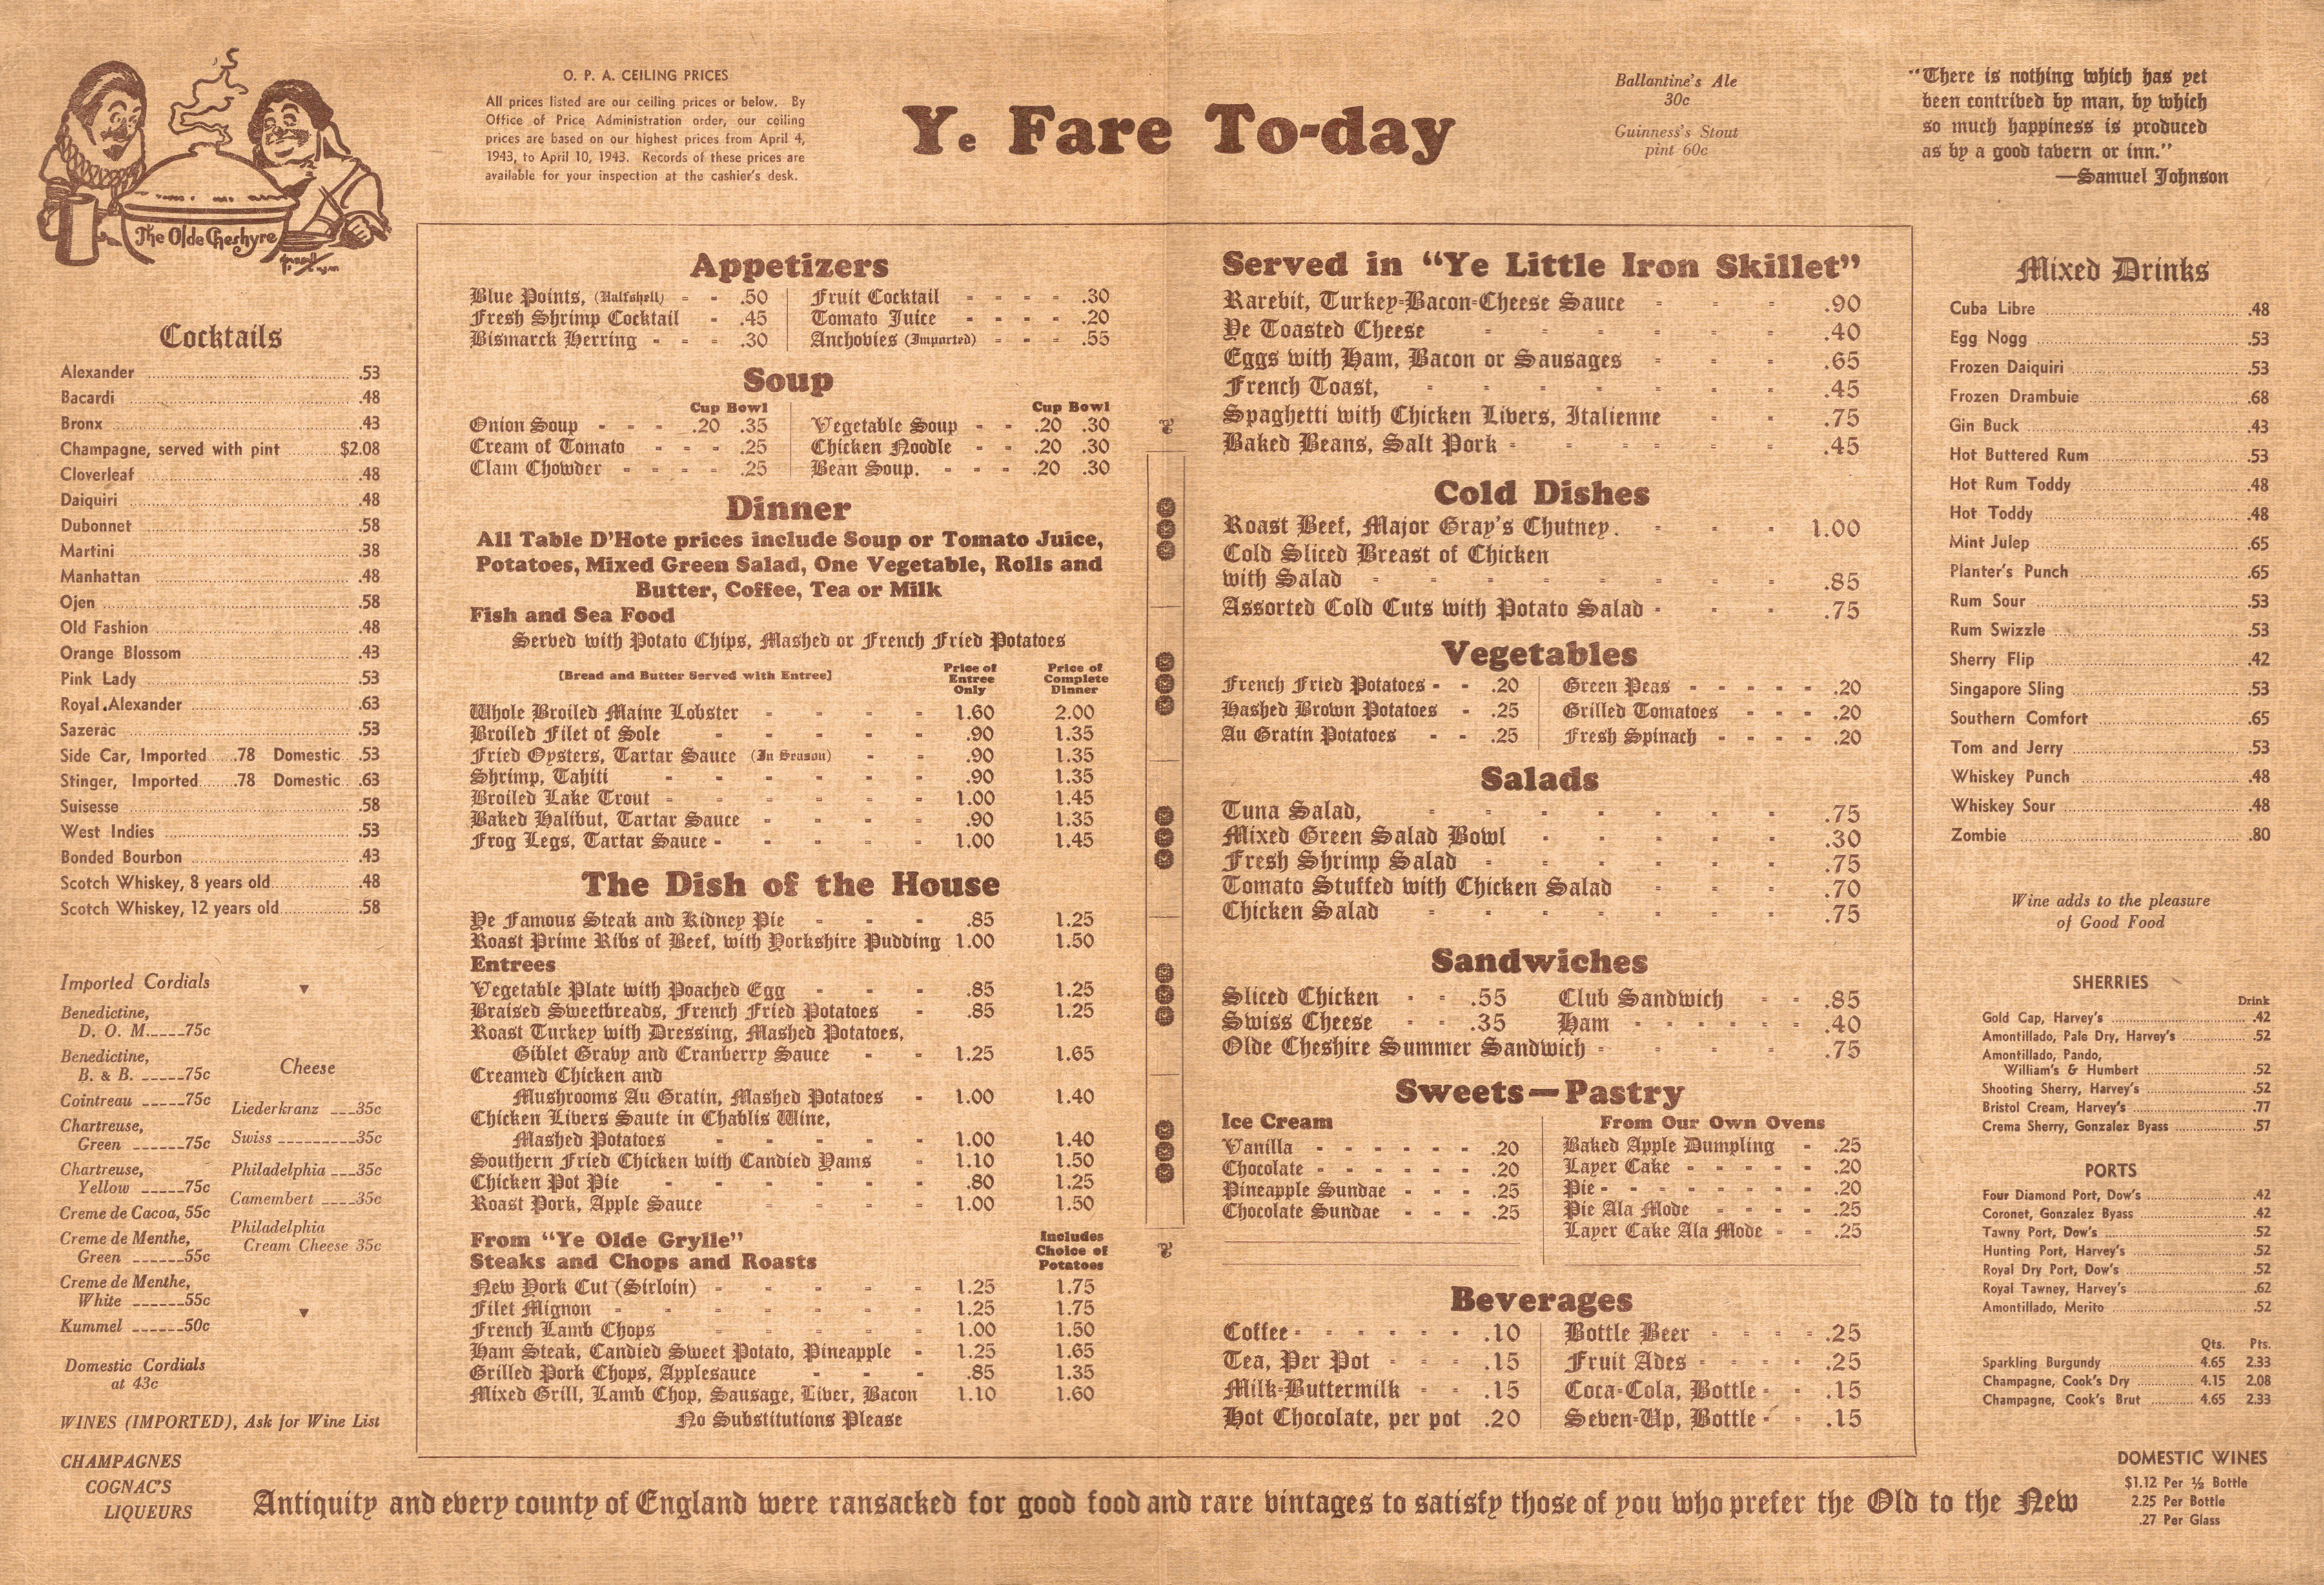 The Olde Cheshyre
O. P. A. CEILING PRICES
All prices listed are our ceiling prices or below. By
Office of Price Administration order, our ceiling
prices are based on our highest prices from April 4,
1943, to April 10, 1943. Records of these prices are
available for your inspection at the cashier's desk.
Ye Fare To-day
Ballantine's Ale
30c
Guinness's Stout
pint 60c
"There is nothing which has yet
been contrived by man, by which
so much happiness is produced
as by a good tavern or inn."
—Samuel Johnson
Cocktails
Alexander .53
Bacardi .48
Bronx .43
Champagne, served with pint $2.08
Cloverleaf .48
Daiquiri .48
Dubonnet .58
Martini .38
Manhattan .48
Ojen .58
Old Fashion .48
Orange Blossom .43
Pink Lady .53
Royal Alexander .63
Sazerac .53
Side Car, Imported .78 Domestic .53
Stinger, Imported .78 Domestic .63
Suisesse .58
West Indies .53
Bonded Bourbon .43
Scotch Whiskey, 8 years old .48
Scotch Whiskey, 12 years old .58
Imported Cordials
Benedictine,
D. O. M. 75c
Benedictine,
B. & B. 75c
Cointreau 75c
Chartreuse,
Green 75c
Chartreuse,
Yellow 75c
Creme de Cacoa, 55c
Creme de Menthe,
Green 55c
Creme de Menthe,
White 55c
Kummel 50c
Domestic Cordials
at 43c
Cheese
Liederkranz 35c
Swiss 35c
Philadelphia 35c
Camembert 35c
Philadelphia
Cream Cheese 35c
WINES (IMPORTED), Ask for Wine List
CHAMPAGNES
COGNAC'S
LIQUEURS
Appetizers
Blue Points, (Halfshell) - - .50
Fresh Shrimp Cocktail - .45
Bismarck Herring - - - .30
Fruit Cocktail - - - - .30
Tomato Juice - - - - .20
Anchovies (Imported) - - - .55
Soup
Cup Bowl
Onion Soup - - - .20 .35
Cream of Tomato - - - .25
Clam Chowder - - - - .25
Cup Bowl
Vegetable Soup - - .20 .30
Chicken Noodle - - .20 .30
Bean Soup. - - - .20 .30
Dinner
All Table D'Hote prices include Soup or Tomato Juice,
Potatoes, Mixed Green Salad, One Vegetable, Rolls and
Butter, Coffee, Tea or Milk
Fish and Sea Food
Served with Potato Chips, Mashed or French Fried Potatoes
[Bread and Butter Served with Entree] Price of Entree Only Price of Complete Dinner
Whole Broiled Maine Lobster - - - - 1.60 2.00
Broiled Filet of Sole - - - - - .90 1.35
Fried Oysters, Tartar Sauce (In Season) - - .90 1.35
Shrimp, Tahiti - - - - - - .90 1.35
Broiled Lake Trout - - - - - - 1.00 1.45
Baked Halibut, Tartar Sauce - - - - .90 1.35
Frog Legs, Tartar Sauce - - - - - 1.00 1.45
The Dish of the House
Ye Famous Steak and Kidney Pie - - - .85 1.25
Roast Prime Ribs of Beef, with Yorkshire Pudding 1.00 1.50
Entrees
Vegetable Plate with Poached Egg - - - .85 1.25
Braised Sweetbreads, French Fried Potatoes - .85 1.25
Roast Turkey with Dressing, Mashed Potatoes,
Giblet Gravy and Cranberry Sauce - - 1.25 1.65
Creamed Chicken and
Mushrooms Au Gratin, Mashed Potatoes - 1.00 1.40
Chicken Livers Saute in Chablis Wine,
Mashed Potatoes - - - - - 1.00 1.40
Southern Fried Chicken with Candied Yams - 1.10 1.50
Chicken Pot Pie - - - - - - .80 1.25
Roast Pork, Apple Sauce - - - - - 1.00 1.50
From "Ye Olde Grylle"
Steaks and Chops and Roasts
Includes
Choice of
Potatoes
New York Cut (Sirloin) - - - - - 1.25 1.75
Filet Mignon - - - - - - - 1.25 1.75
French Lamb Chops - - - - - 1.00 1.50
Ham Steak, Candied Sweet Potato, Pineapple - 1.25 1.65
Grilled Pork Chops, Applesauce - - - .85 1.35
Mixed Grill, Lamb Chop, Sausage, Liver, Bacon 1.10 1.60
No Substitutions Please
Served in "Ye Little Iron Skillet"
Rarebit, Turkey-Bacon-Cheese Sauce - - - .90
Ye Toasted Cheese - - - - - - .40
Eggs with Ham, Bacon or Sausages - - - .65
French Toast, - - - - - - - .45
Spaghetti with Chicken Livers, Italienne - - .75
Baked Beans, Salt Pork - - - - - - .45
Cold Dishes
Roast Beef, Major Gray's Chutney. - - - 1.00
Cold Sliced Breast of Chicken
with Salad - - - - - - - - .85
Assorted Cold Cuts with Potato Salad - - - .75
Vegetables
French Fried Potatoes - - .20
Hashed Brown Potatoes - .25
Au Gratin Potatoes - - .25
Green Peas - - - - - .20
Grilled Tomatoes - - - .20
Fresh Spinach - - - - .20
Salads
Tuna Salad, - - - - - - - .75
Mixed Green Salad Bowl - - - - - .30
Fresh Shrimp Salad - - - - - - .75
Tomato Stuffed with Chicken Salad - - - .70
Chicken Salad - - - - - - - .75
Sandwiches
Sliced Chicken - - .55 Club Sandwich - - .85
Swiss Cheese - - .35 Ham - - - - - - .40
Olde Cheshire Summer Sandwich - - - - .75
Sweets—Pastry
Ice Cream
Vanilla - - - - - - .20
Chocolate - - - - - - .20
Pineapple Sundae - - - .25
Chocolate Sundae - - - .25
From Our Own Ovens
Baked Apple Dumpling - .25
Layer Cake - - - - - .20
Pie - - - - - - - - .20
Pie Ala Mode - - - - .25
Layer Cake Ala Mode - - .25
Beverages
Coffee - - - - - - .10
Tea, Per Pot - - - - .15
Milk-Buttermilk - - .15
Hot Chocolate, per pot .20
Bottle Beer - - - - .25
Fruit Ades - - - - .25
Coca-Cola, Bottle - - .15
Seven-Up, Bottle - - .15
Mixed Drinks
Cuba Libre .48
Egg Nogg .53
Frozen Daiquiri .53
Frozen Drambuie .68
Gin Buck .43
Hot Buttered Rum .53
Hot Rum Toddy .48
Hot Toddy .48
Mint Julep .65
Planter's Punch .65
Rum Sour .53
Rum Swizzle .53
Sherry Flip .42
Singapore Sling .53
Southern Comfort .65
Tom and Jerry .53
Whiskey Punch .48
Whiskey Sour .48
Zombie .80
Wine adds to the pleasure
of Good Food
SHERRIES
Drink
Gold Cap, Harvey's .42
Amontillado, Pale Dry, Harvey's .52
Amontillado, Pando,
William's & Humbert .52
Shooting Sherry, Harvey's .52
Bristol Cream, Harvey's .77
Crema Sherry, Gonzalez Byass .57
PORTS
Four Diamond Port, Dow's .42
Coronet, Gonzalez Byass .42
Tawny Port, Dow's .52
Hunting Port, Harvey's .52
Royal Dry Port, Dow's .52
Royal Tawney, Harvey's .62
Amontillado, Merito .52
Qts. Pts.
Sparkling Burgundy 4.65 2.33
Champagne, Cook's Dry 4.15 2.08
Champagne, Cook's Brut 4.65 2.33
DOMESTIC WINES
$1.12 Per ½ Bottle
2.25 Per Bottle
.27 Per Glass
Antiquity and every county of England were ransacked for good food and rare vintages to satisfy those of you who prefer the Old to the New